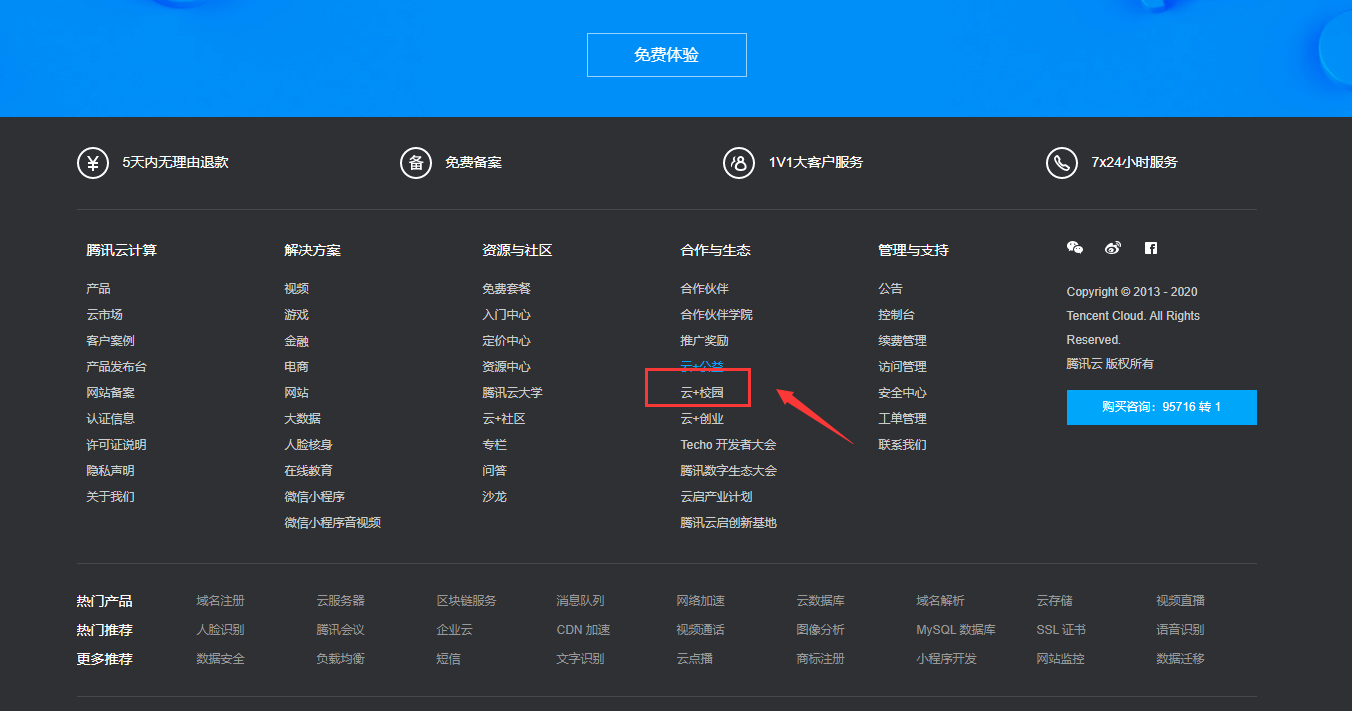 免费体验
5天内无理由退款
备
免费备案
1V1大客户服务
7x24小时服务
腾讯云计算
产品
云市场
客户案例
产品发布台
网站备案
认证信息
许可证说明
隐私声明
关于我们
解决方案
视频
游戏
金融
电商
网站
大数据
人脸核身
在线教育
微信小程序
微信小程序音视频
资源与社区
免费套餐
入门中心
定价中心
资源中心
腾讯云大学
云+社区
专栏
问答
沙龙
合作与生态
合作伙伴
合作伙伴学院
推广奖励
云+公益
云+校园
云+创业
Techo 开发者大会
腾讯数字生态大会
云启产业计划
腾讯云启创新基地
管理与支持
公告
控制台
续费管理
访问管理
安全中心
工单管理
联系我们
Copyright © 2013 - 2020
Tencent Cloud. All Rights
Reserved.
腾讯云 版权所有
购买咨询：95716 转 1
热门产品 域名注册 云服务器 区块链服务 消息队列 网络加速 云数据库 域名解析 云存储 视频直播
热门推荐 人脸识别 腾讯会议 企业云 CDN 加速 视频通话 图像分析 MySQL 数据库 SSL 证书 语音识别
更多推荐 数据安全 负载均衡 短信 文字识别 云点播 商标注册 小程序开发 网站监控 数据迁移